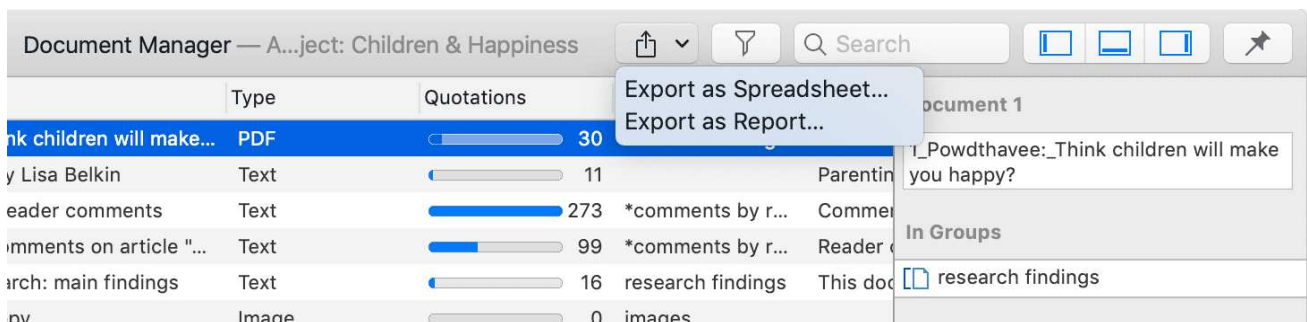 Document Manager — A...ject: Children & Happiness
Search
Export as Spreadsheet...
Export as Report...
Type Quotations
nk children will make... PDF 30
y Lisa Belkin Text 11 Parentin
eader comments Text 273 *comments by r... Commer
omments on article "... Text 99 *comments by r... Reader
arch: main findings Text 16 research findings This doc
Image 0 images
ocument 1
1_Powdthavee:_Think children will make
you happy?
In Groups
research findings